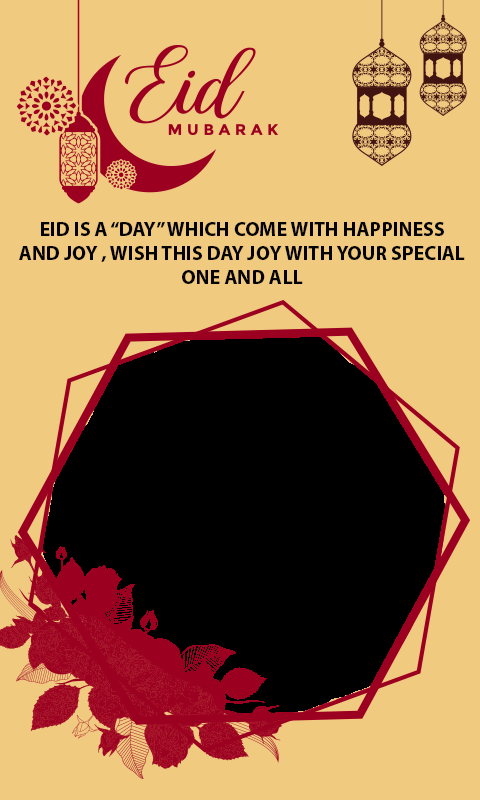 Eid
MUBARAK
EID IS A “DAY” WHICH COME WITH HAPPINESS
AND JOY , WISH THIS DAY JOY WITH YOUR SPECIAL
ONE AND ALL